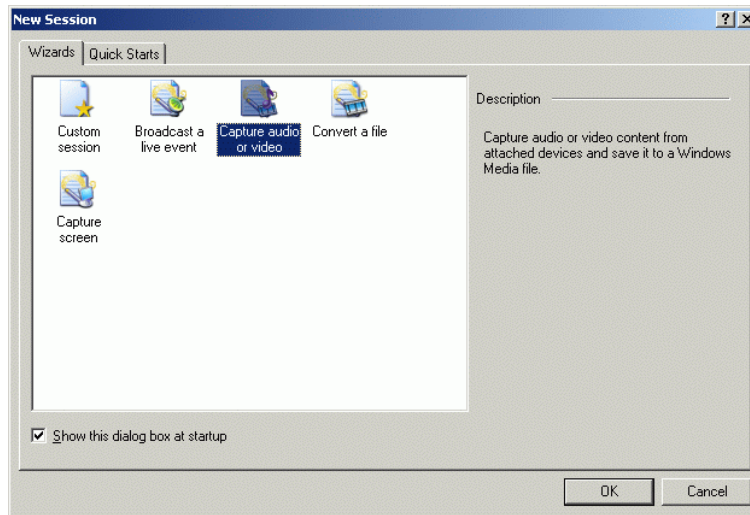 New Session
Wizards
Quick Starts
Custom
session
Broadcast a
live event
Capture audio
or video
Convert a file
Capture
screen
Description
Capture audio or video content from
attached devices and save it to a Windows
Media file.
Show this dialog box at startup
OK
Cancel